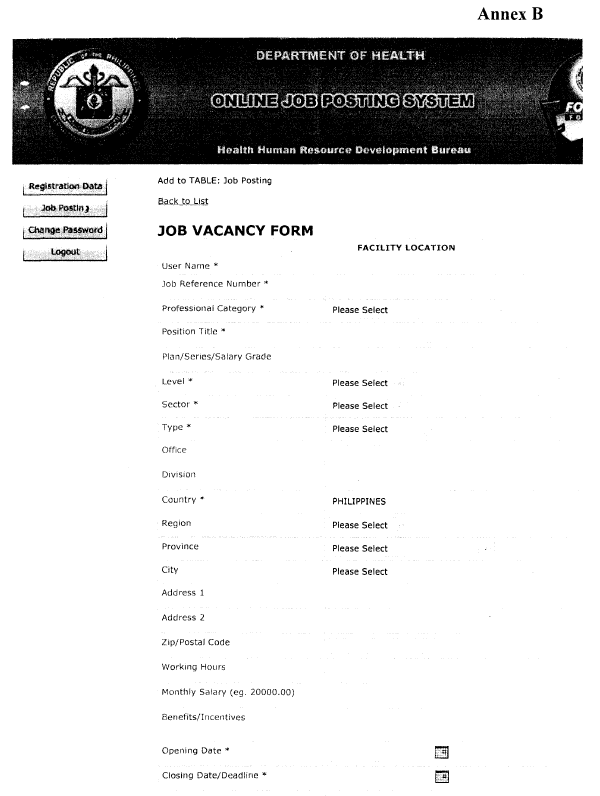 Annex B
REPUBLIC OF THE PHILIPPINES
DEPARTMENT OF HEALTH
ONLINE JOB POSTING SYSTEM
FO
FO
Health Human Resource Development Bureau
Registration Data
Job Posting
Change Password
Logout
Add to TABLE: Job Posting
Back to List
JOB VACANCY FORM
FACILITY LOCATION
User Name *
Job Reference Number *
Professional Category * Please Select
Position Title *
Plan/Series/Salary Grade
Level * Please Select
Sector * Please Select
Type * Please Select
Office
Division
Country * PHILIPPINES
Region Please Select
Province Please Select
City Please Select
Address 1
Address 2
Zip/Postal Code
Working Hours
Monthly Salary (eg. 20000.00)
Benefits/Incentives
Opening Date *
Closing Date/Deadline *